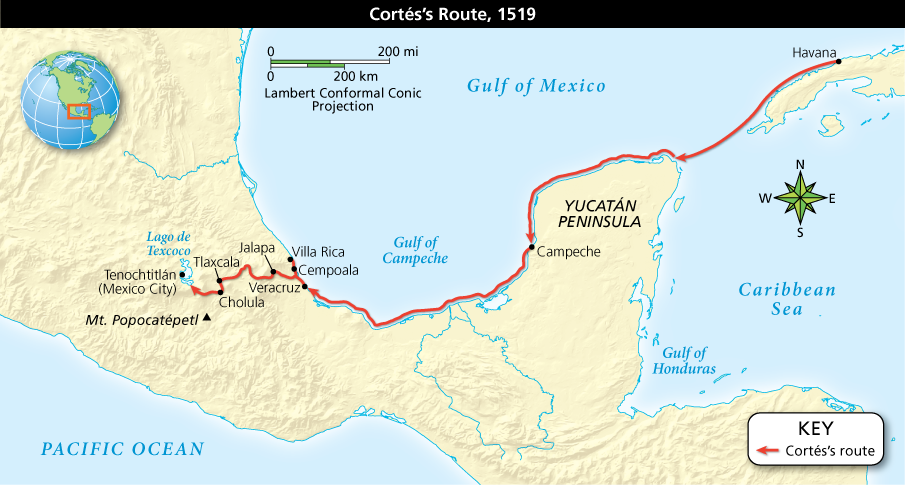 Cortés's Route, 1519
0 200 mi
0 200 km
Lambert Conformal Conic
Projection
Gulf of Mexico
Havana
N
W E
S
YUCATÁN
PENINSULA
Lago de
Texcoco
Gulf of
Campeche
Campeche
Jalapa
Villa Rica
Tlaxcala
Cempoala
Tenochtitlán
(Mexico City)
Veracruz
Cholula
Mt. Popocatépetl
Caribbean
Sea
Gulf of
Honduras
PACIFIC OCEAN
KEY
Cortés's route